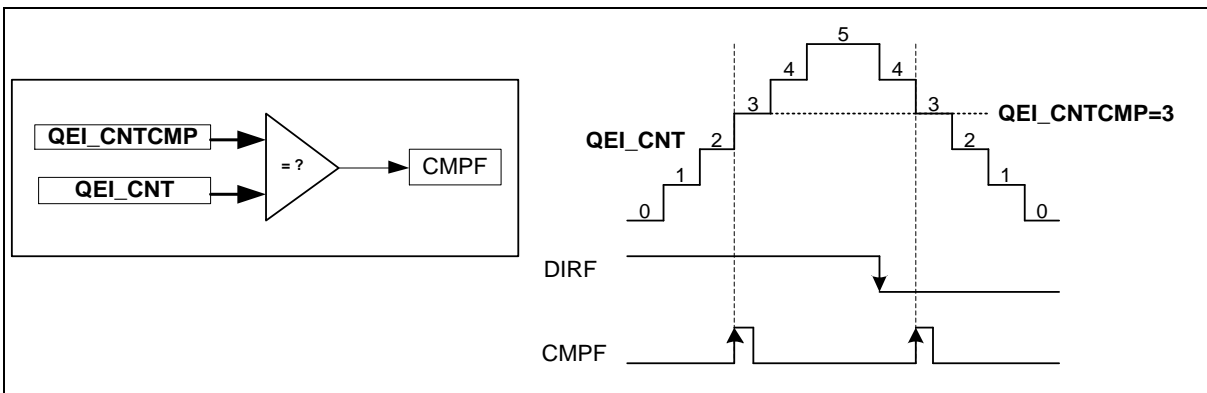 QEI_CNTCMP
QEI_CNT
= ?
CMPF
5
4 4
3 3
QEI_CNTCMP=3
QEI_CNT
2 2
1 1
0 0
DIRF
CMPF